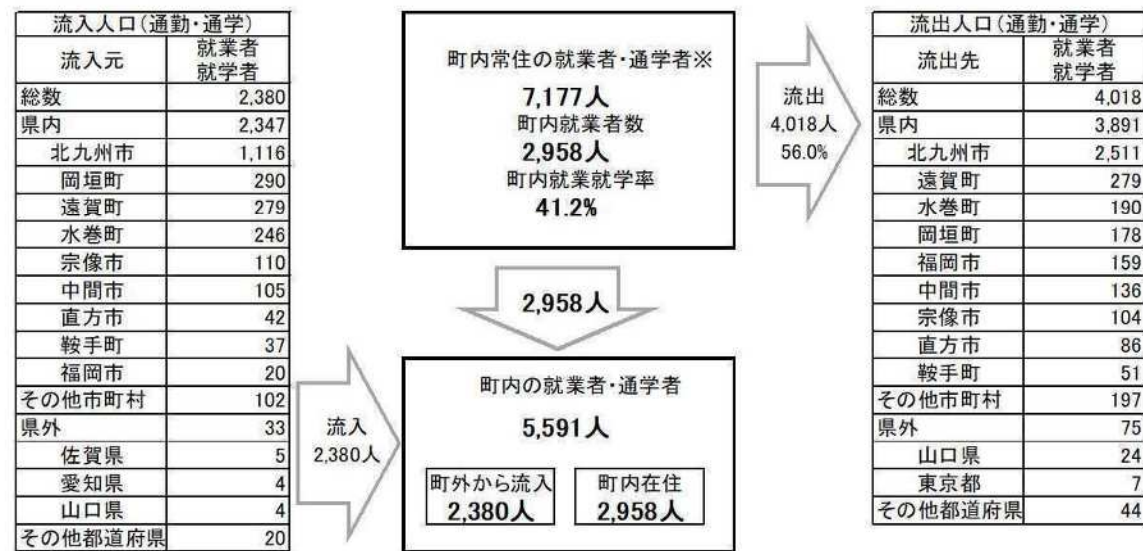 流入人口(通勤・通学)
流入元 就業者 就学者
総数 2,380
県内 2,347
北九州市 1,116
岡垣町 290
遠賀町 279
水巻町 246
宗像市 110
中間市 105
直方市 42
鞍手町 37
福岡市 20
その他市町村 102
県外 33
佐賀県 5
愛知県 4
山口県 4
その他都道府県 20
町内常住の就業者・通学者※
7,177人
町内就業者数
2,958人
町内就業就学率
41.2%
2,958人
流入
2,380人
町内の就業者・通学者
5,591人
町外から流入
2,380人
町内在住
2,958人
流出
4,018人
56.0%
流出人口(通勤・通学)
流出先 就業者 就学者
総数 4,018
県内 3,891
北九州市 2,511
遠賀町 279
水巻町 190
岡垣町 178
福岡市 159
中間市 136
宗像市 104
直方市 86
鞍手町 51
その他市町村 197
県外 75
山口県 24
東京都 7
その他都道府県 44